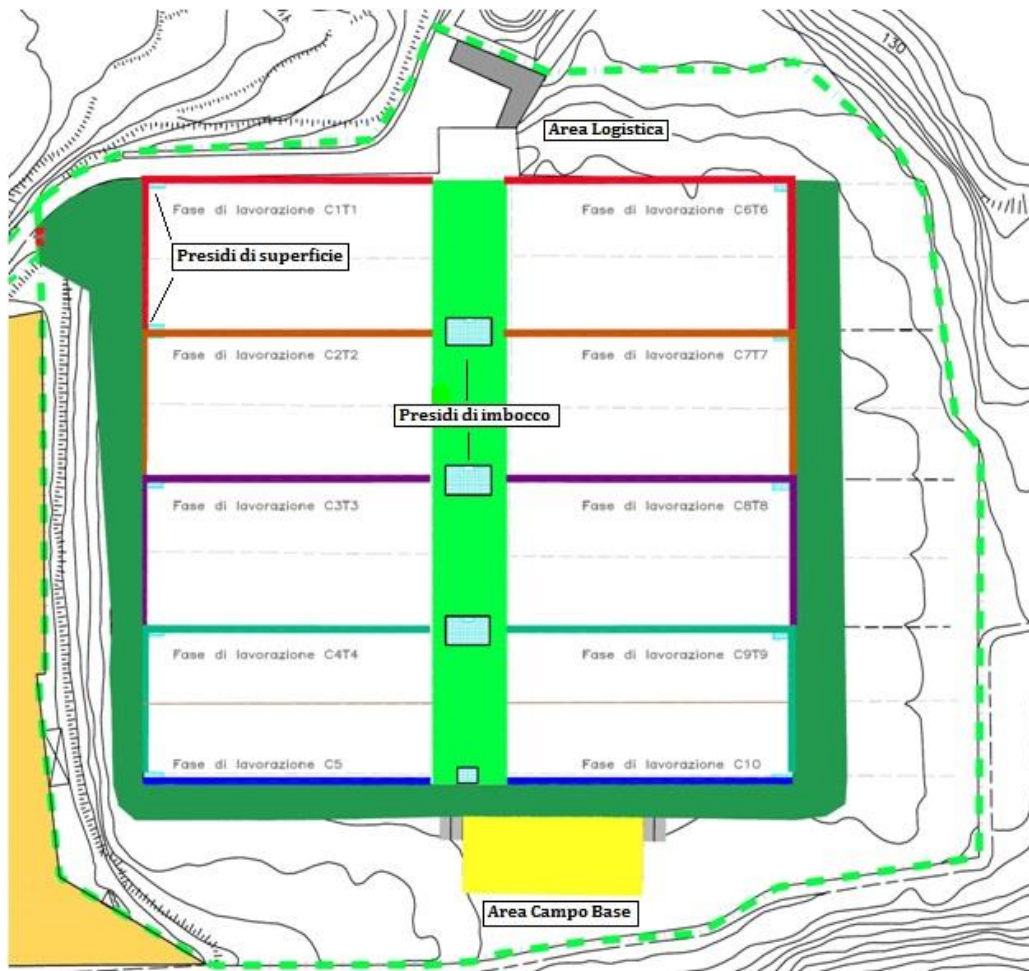 130
Area Logistica
Fase di lavorazione C1T1
Fase di lavorazione C6T6
Presidi di superficie
Fase di lavorazione C2T2
Fase di lavorazione C7T7
Presidi di imbocco
Fase di lavorazione C3T3
Fase di lavorazione C8T8
Fase di lavorazione C4T4
Fase di lavorazione C9T9
Fase di lavorazione C5
Fase di lavorazione C10
Area Campo Base